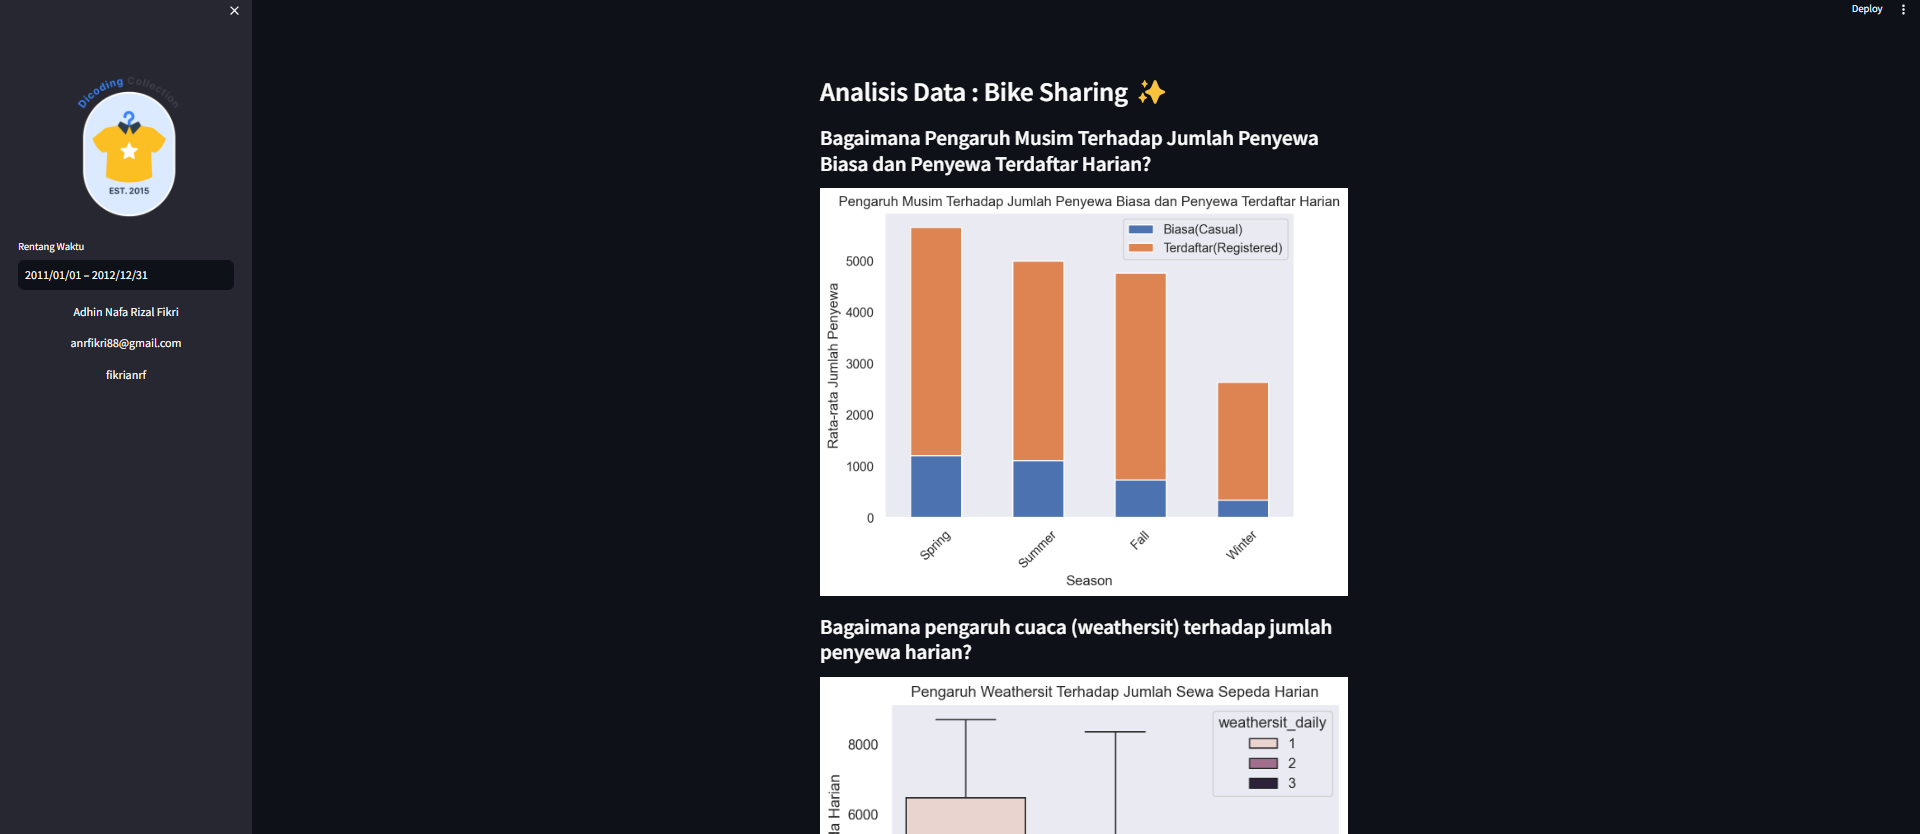 Deploy
Dicoding Collection
EST. 2015
Rentang Waktu
2011/01/01 – 2012/12/31
Adhin Nafa Rizal Fikri
anrfikri88@gmail.com
fikrianrf
Analisis Data : Bike Sharing ✨
Bagaimana Pengaruh Musim Terhadap Jumlah Penyewa
Biasa dan Penyewa Terdaftar Harian?
Pengaruh Musim Terhadap Jumlah Penyewa Biasa dan Penyewa Terdaftar Harian
Biasa(Casual)
Terdaftar(Registered)
Rata-rata Jumlah Penyewa
5000
4000
3000
2000
1000
0
Spring
Summer
Fall
Winter
Season
Bagaimana pengaruh cuaca (weathersit) terhadap jumlah
penyewa harian?
Pengaruh Weathersit Terhadap Jumlah Sewa Sepeda Harian
weathersit_daily
1
2
3
8000
6000
Harian